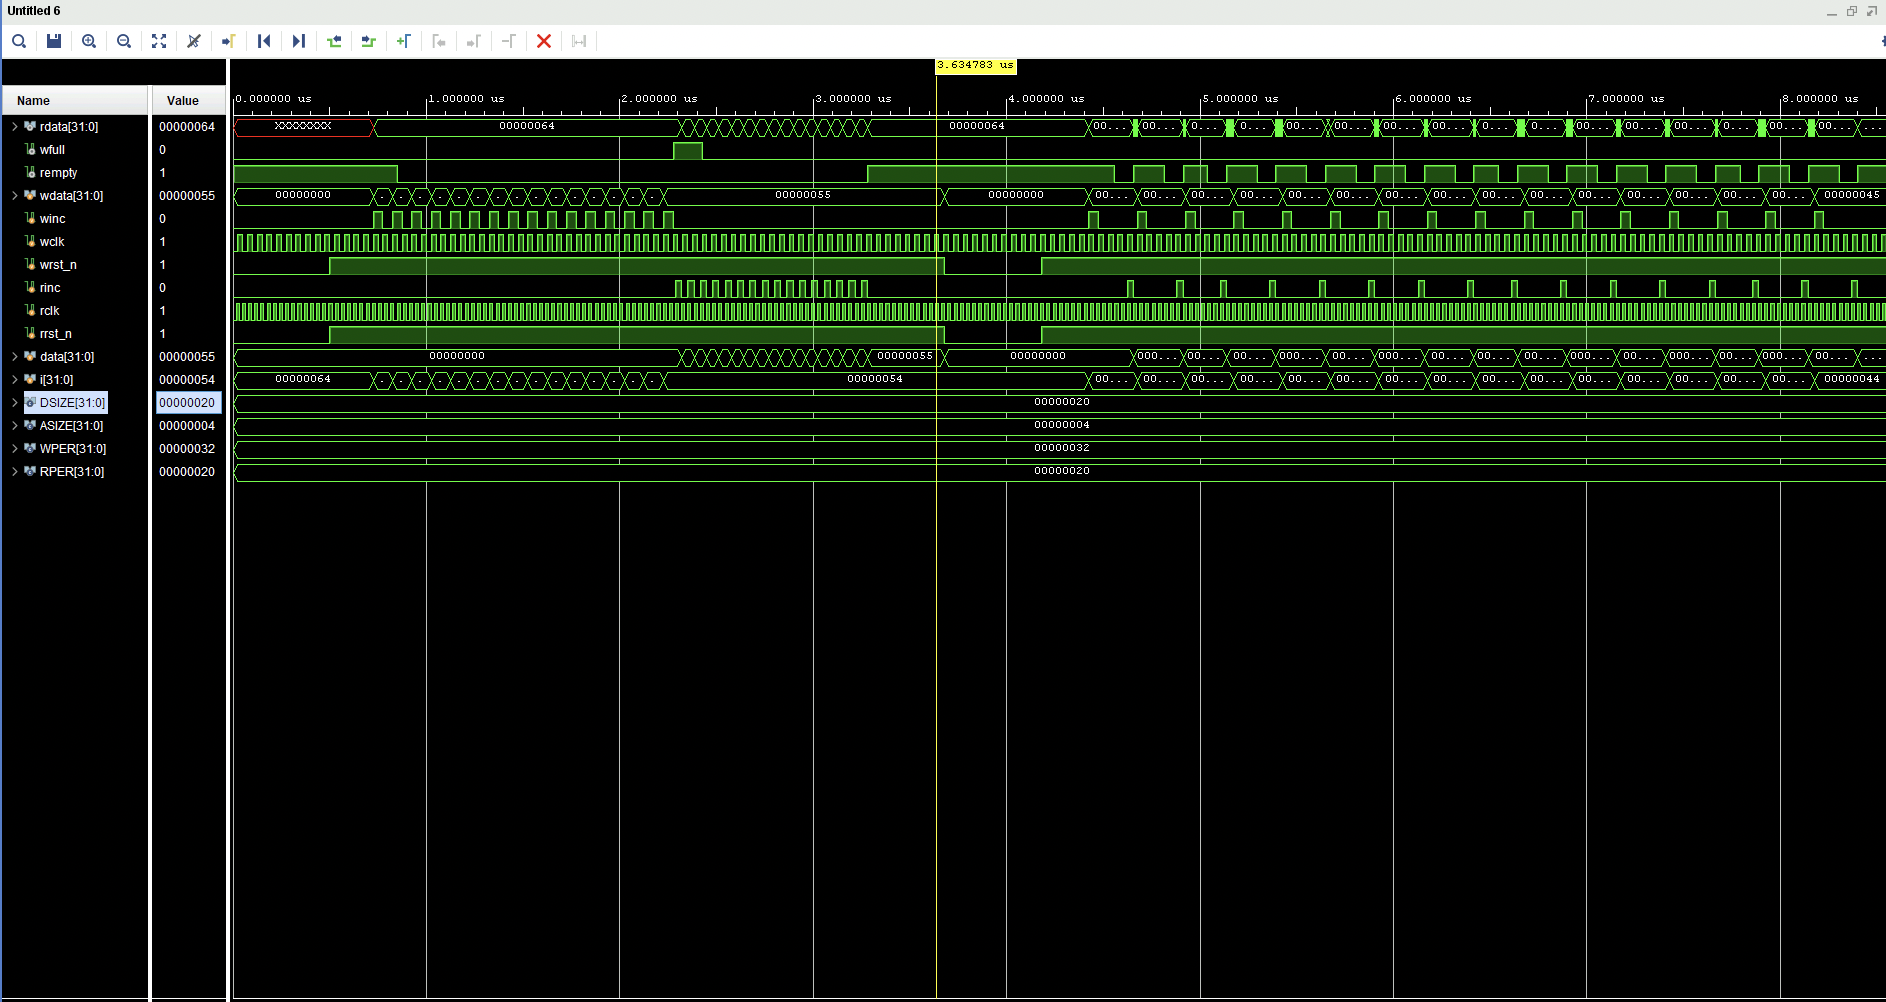 Untitled 6
3.634783 us
Name Value
0.000000 us 1.000000 us 2.000000 us 3.000000 us 4.000000 us 5.000000 us 6.000000 us 7.000000 us 8.000000 us
rdata[31:0] 00000064 XXXXXXXX 00000064 00000064 00... 00... 0... 0... 00... 00... 00... 00... 0... 00... 00... 00... 00... 00... 00... ...
wfull 0
rempty 1
wdata[31:0] 00000055 00000000 00000055 00000000 00... 00... 00... 00... 00... 00... 00... 00... 00... 00... 00... 00... 00... 00... 00... 00000045
winc 0
wclk 1
wrst_n 1
rinc 0
rclk 1
rrst_n 1
data[31:0] 00000055 00000000 00000055 00000000 000... 00... 00... 00... 00... 000... 00... 00... 00... 000... 00... 00... 00... 000... 00... ...
i[31:0] 00000054 00000064 00000054 00... 00... 00... 00... 00... 00... 00... 00... 00... 00... 00... 00... 00... 00... 00... 00000044
DSIZE[31:0] 00000020 00000020
ASIZE[31:0] 00000004 00000004
WPER[31:0] 00000032 00000032
RPER[31:0] 00000020 00000020